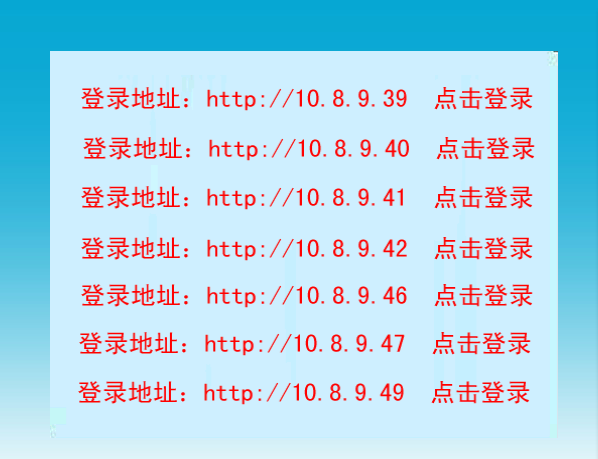 登录地址：http://10.8.9.39 点击登录
登录地址：http://10.8.9.40 点击登录
登录地址：http://10.8.9.41 点击登录
登录地址：http://10.8.9.42 点击登录
登录地址：http://10.8.9.46 点击登录
登录地址：http://10.8.9.47 点击登录
登录地址：http://10.8.9.49 点击登录